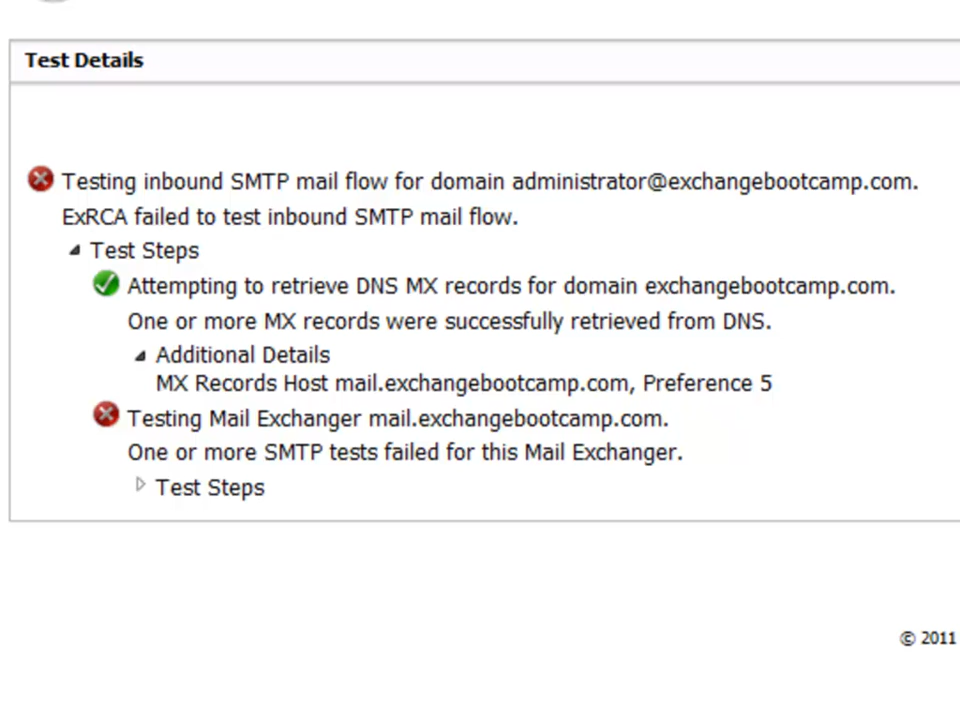 Test Details
Testing inbound SMTP mail flow for domain administrator@exchangebootcamp.com.
ExRCA failed to test inbound SMTP mail flow.
Test Steps
Attempting to retrieve DNS MX records for domain exchangebootcamp.com.
One or more MX records were successfully retrieved from DNS.
Additional Details
MX Records Host mail.exchangebootcamp.com, Preference 5
Testing Mail Exchanger mail.exchangebootcamp.com.
One or more SMTP tests failed for this Mail Exchanger.
Test Steps
© 2011